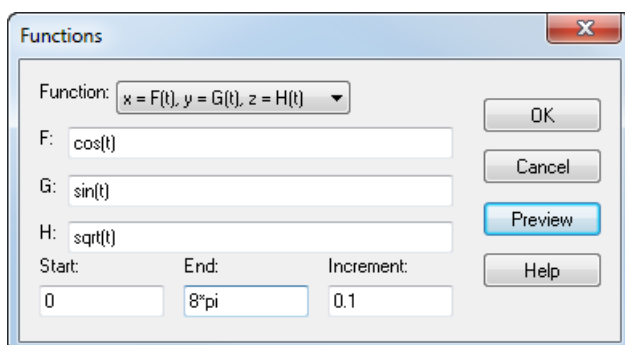 Functions
Function: x = F(t), y = G(t), z = H(t)
OK
F: cos(t)
Cancel
G: sin(t)
Preview
H: sqrt(t)
Start: End: Increment:
Help
0 8*pi 0.1